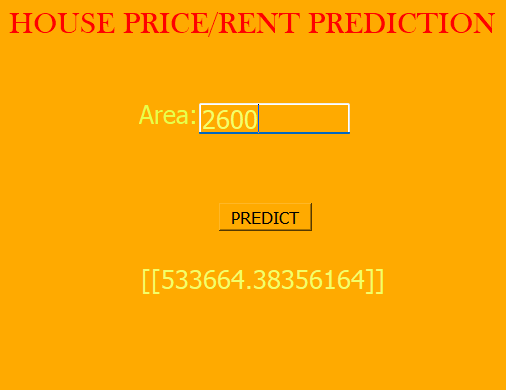 HOUSE PRICE/RENT PREDICTION
Area: 2600
PREDICT
[[533664.38356164]]